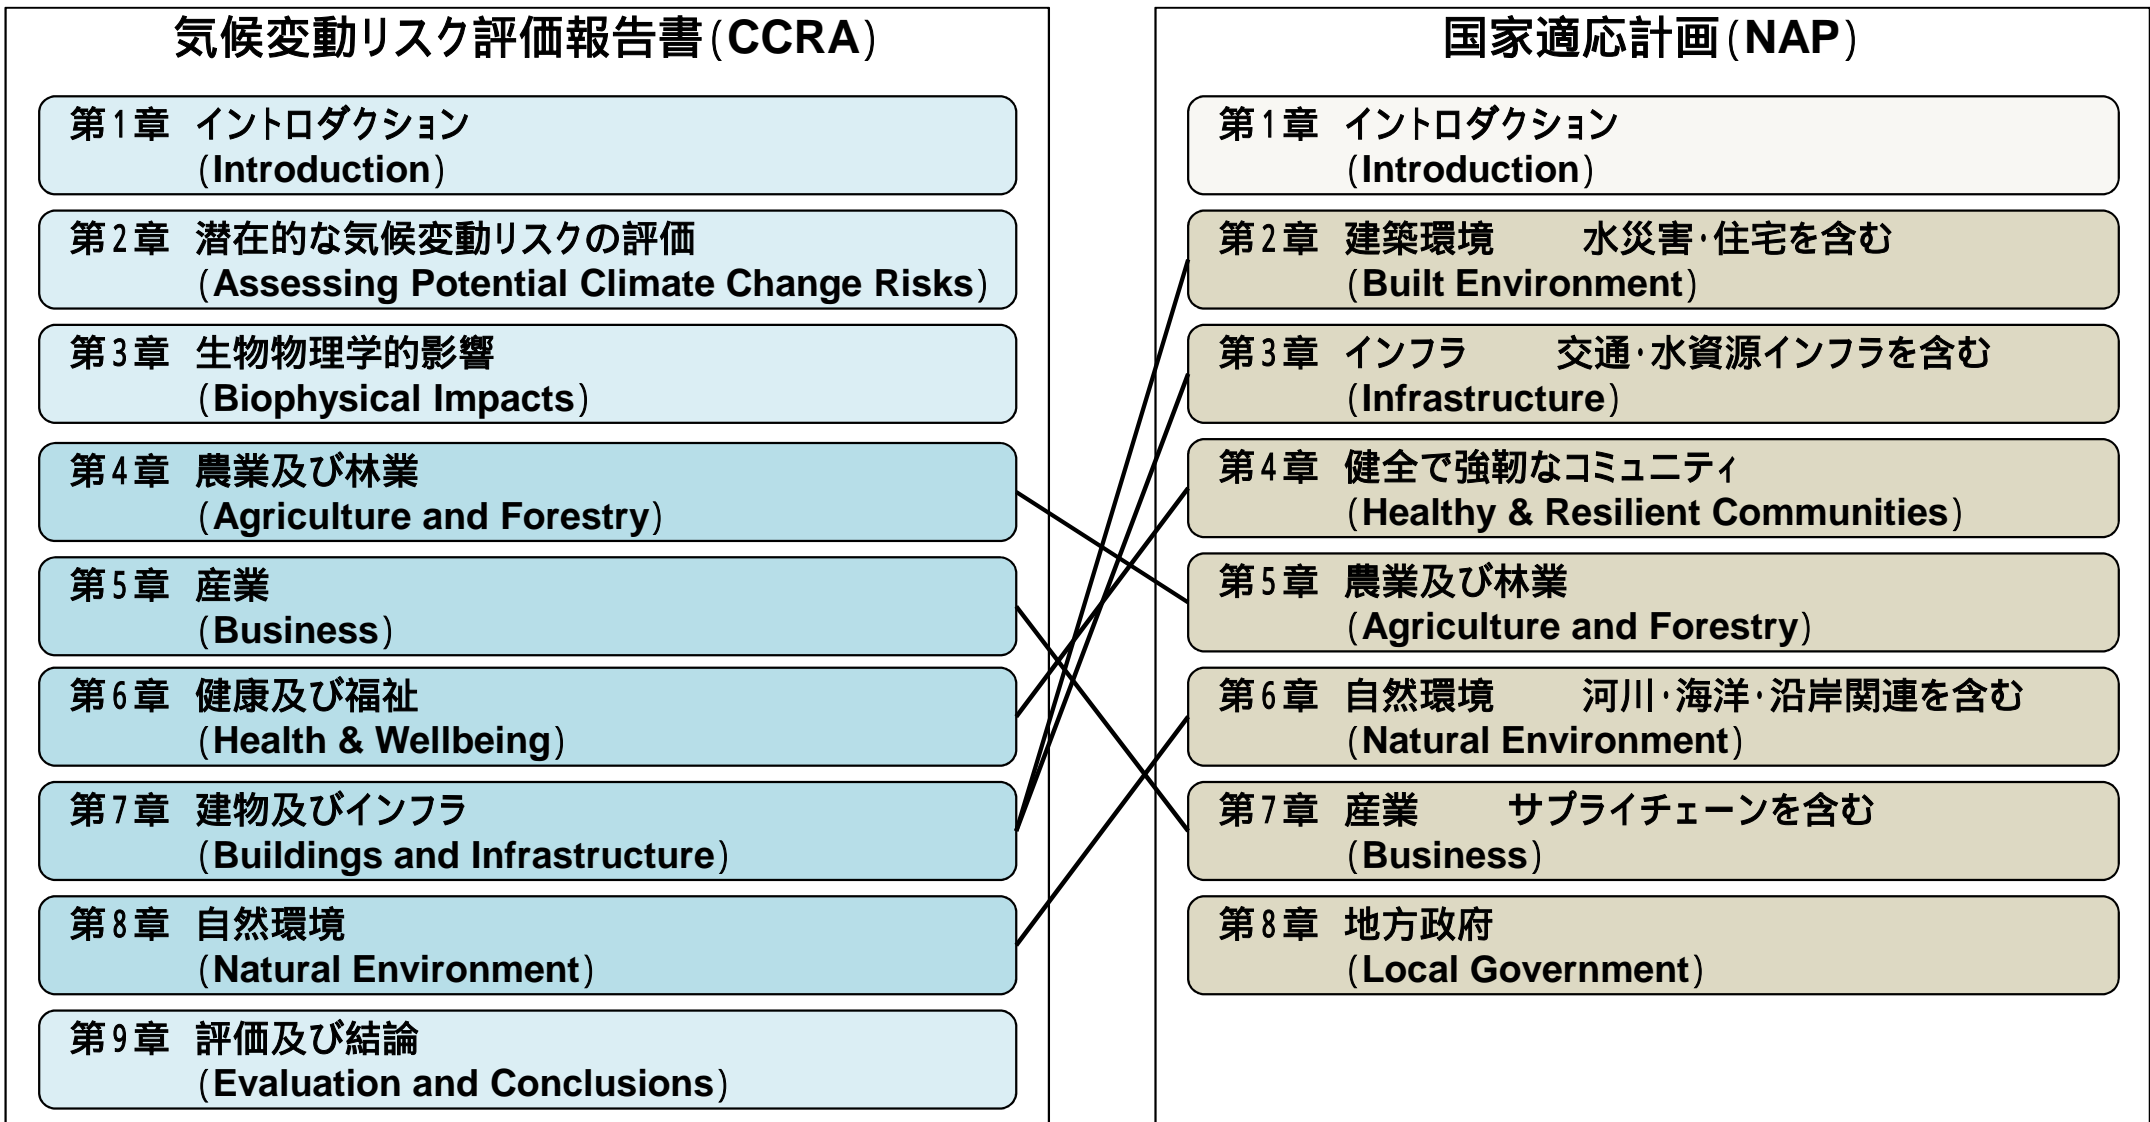 気候変動リスク評価報告書(CCRA)
第1章 イントロダクション
(Introduction)
第2章 潜在的な気候変動リスクの評価
(Assessing Potential Climate Change Risks)
第3章 生物物理学的影響
(Biophysical Impacts)
第4章 農業及び林業
(Agriculture and Forestry)
第5章 産業
(Business)
第6章 健康及び福祉
(Health & Wellbeing)
第7章 建物及びインフラ
(Buildings and Infrastructure)
第8章 自然環境
(Natural Environment)
第9章 評価及び結論
(Evaluation and Conclusions)
国家適応計画(NAP)
第1章 イントロダクション
(Introduction)
第2章 建築環境 水災害・住宅を含む
(Built Environment)
第3章 インフラ 交通・水資源インフラを含む
(Infrastructure)
第4章 健全で強靭なコミュニティ
(Healthy & Resilient Communities)
第5章 農業及び林業
(Agriculture and Forestry)
第6章 自然環境 河川・海洋・沿岸関連を含む
(Natural Environment)
第7章 産業 サプライチェーンを含む
(Business)
第8章 地方政府
(Local Government)